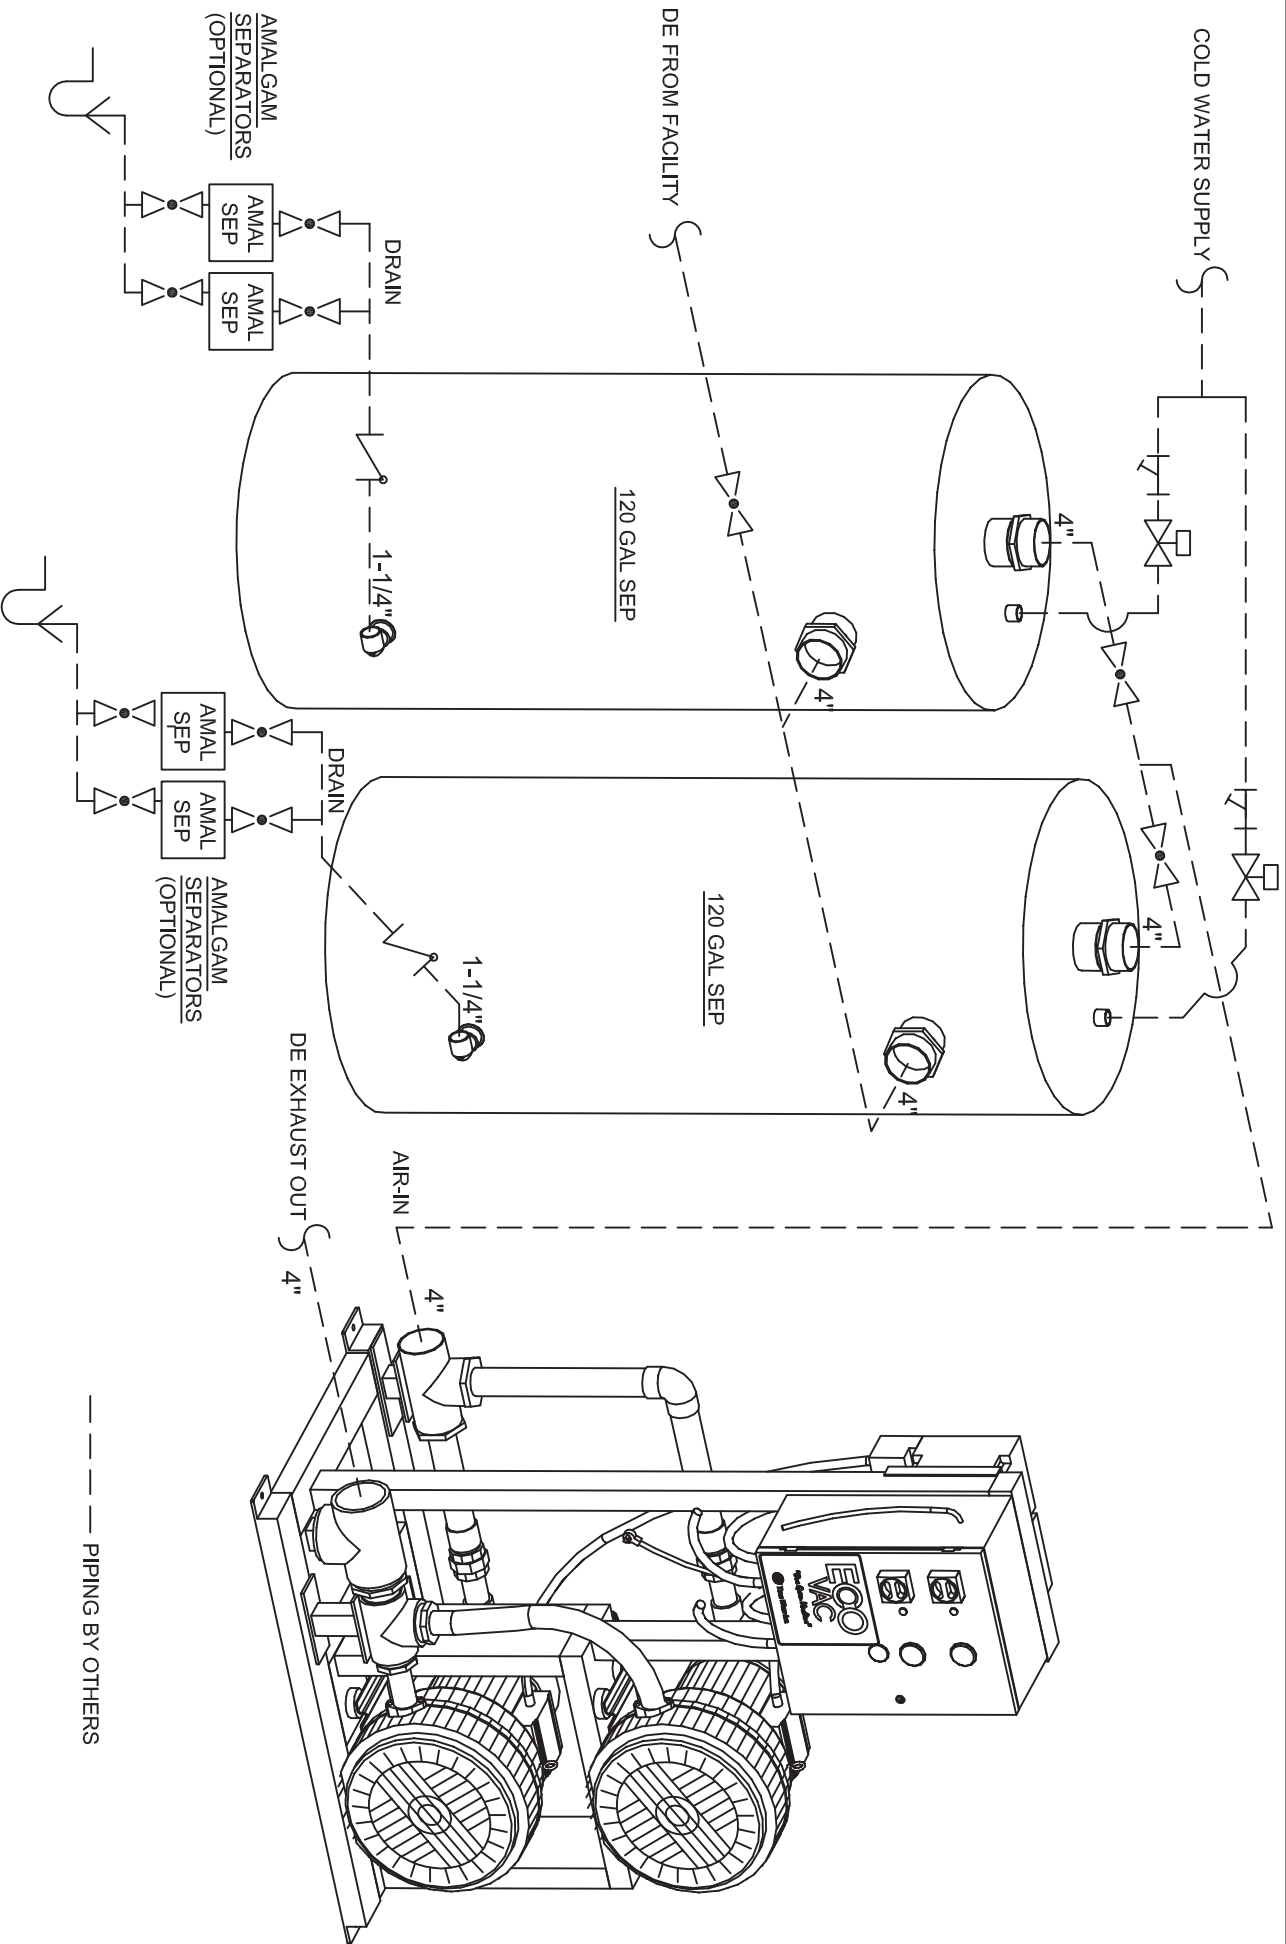 COLD WATER SUPPLY
DE FROM FACILITY
AMALGAM
SEPARATORS
(OPTIONAL)
DRAIN
AMAL
SEP
AMAL
SEP
4"
120 GAL SEP
4"
1-1/4"
DRAIN
AMAL
SEP
AMAL
SEP
AMALGAM
SEPARATORS
(OPTIONAL)
4"
120 GAL SEP
4"
1-1/4"
AIR-IN
4"
DE EXHAUST OUT
4"
ECO
VAC
PIPING BY OTHERS